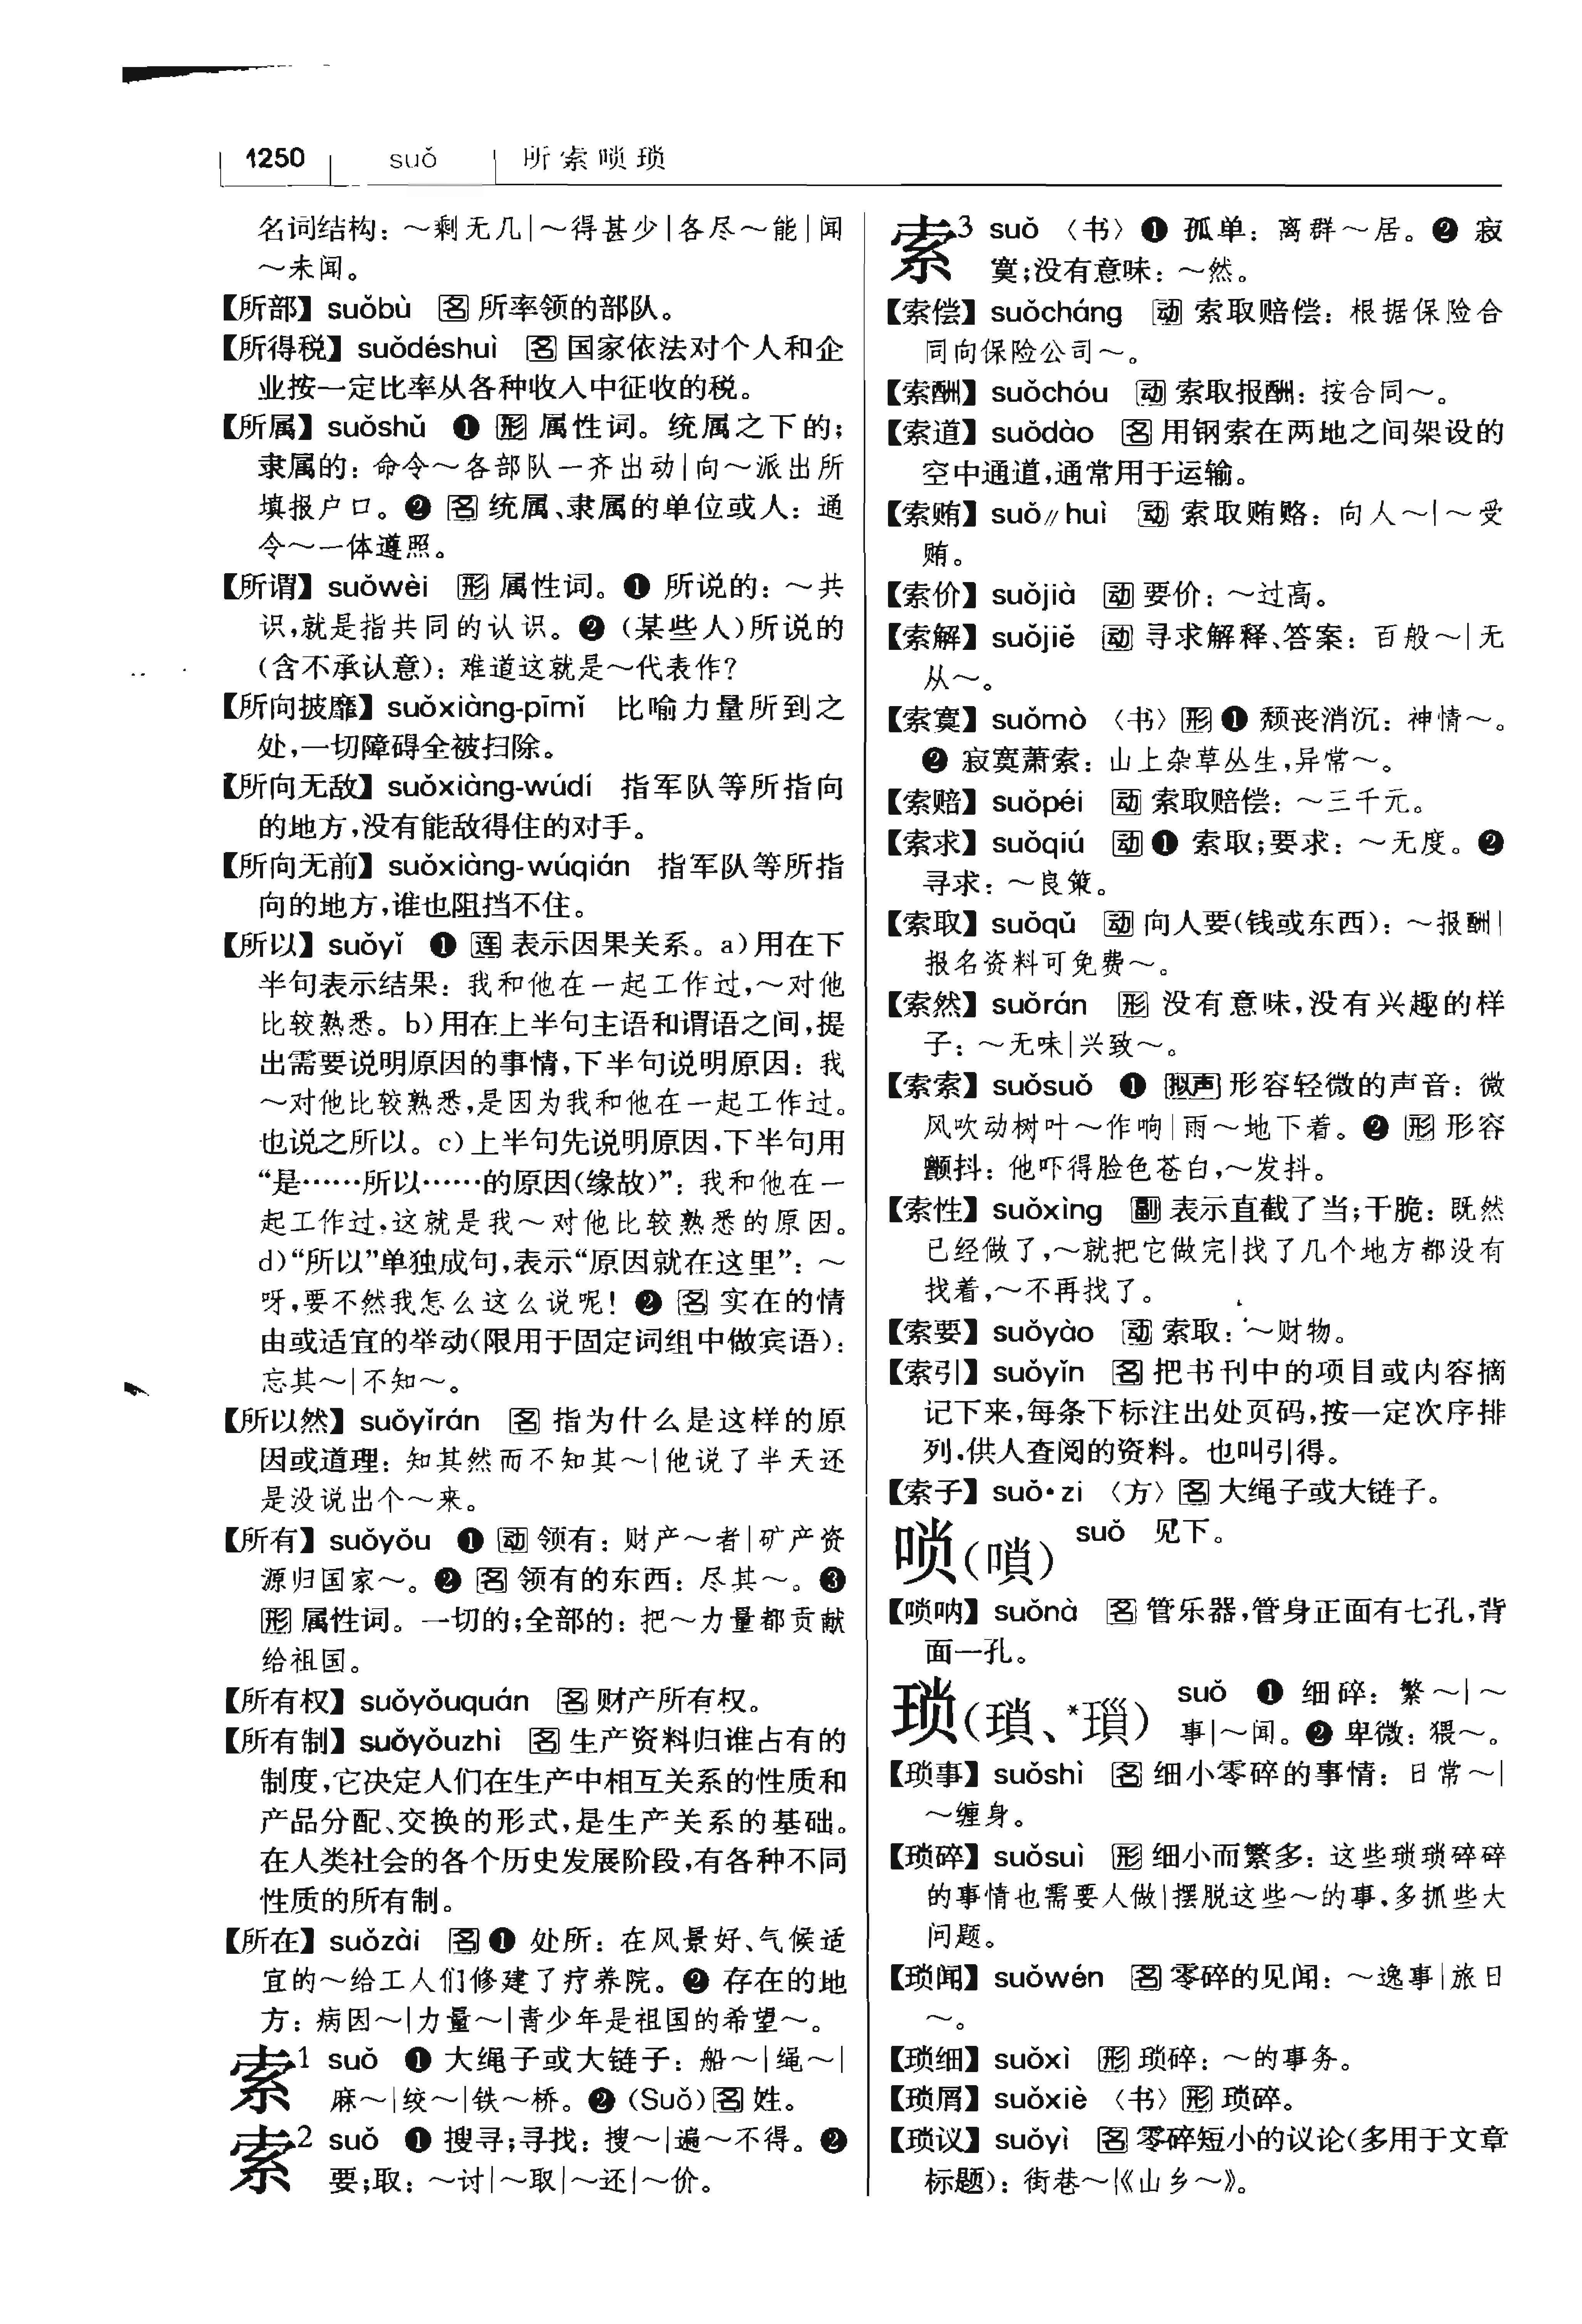 1250 suǒ 所索唢琐
名词结构：～剩无几|～得甚少|各尽～能|闻
～未闻。
【所部】 suǒbù 名 所率领的部队。
【所得税】 suǒdéshuì 名 国家依法对个人和企
业按一定比率从各种收入中征收的税。
【所属】 suǒshǔ ❶ 形 属性词。统属之下的；
隶属的：命令～各部队一齐出动|向～派出所
填报户口。❷ 名 统属、隶属的单位或人：通
令～一体遵照。
【所谓】 suǒwèi 形 属性词。❶ 所说的：～共
识，就是指共同的认识。❷（某些人）所说的
（含不承认意）：难道这就是～代表作？
【所向披靡】 suǒxiàng-pīmǐ 比喻力量所到之
处，一切障碍全被扫除。
【所向无敌】 suǒxiàng-wúdí 指军队等所指向
的地方，没有能敌得住的对手。
【所向无前】 suǒxiàng-wúqián 指军队等所指
向的地方，谁也阻挡不住。
【所以】 suǒyǐ ❶ 连 表示因果关系。a）用在下
半句表示结果：我和他在一起工作过，～对他
比较熟悉。b）用在上半句主语和谓语之间，提
出需要说明原因的事情，下半句说明原因：我
～对他比较熟悉，是因为我和他在一起工作过。
也说之所以。c）上半句先说明原因，下半句用
“是……所以……的原因（缘故）”：我和他在一
起工作过，这就是我～对他比较熟悉的原因。
d）“所以”单独成句，表示“原因就在这里”：～
呀，要不然我怎么这么说呢！❷ 名 实在的情
由或适宜的举动（限用于固定词组中做宾语）：
忘其～|不知～。
【所以然】 suǒyǐrán 名 指为什么是这样的原
因或道理：知其然而不知其～|他说了半天还
是没说出个～来。
【所有】 suǒyǒu ❶ 动 领有：财产～者|矿产资
源归国家～。❷ 名 领有的东西：尽其～。❸
形 属性词。一切的；全部的：把～力量都贡献
给祖国。
【所有权】 suǒyǒuquán 名 财产所有权。
【所有制】 suǒyǒuzhì 名 生产资料归谁占有的
制度，它决定人们在生产中相互关系的性质和
产品分配、交换的形式，是生产关系的基础。
在人类社会的各个历史发展阶段，有各种不同
性质的所有制。
【所在】 suǒzài 名 ❶ 处所：在风景好、气候适
宜的～给工人们修建了疗养院。❷ 存在的地
方：病因～|力量～|青少年是祖国的希望～。
索1 suǒ ❶ 大绳子或大链子：船～|绳～|
麻～|绞～|铁～桥。❷（Suǒ）名 姓。
索2 suǒ ❶ 搜寻；寻找：搜～|遍～不得。❷
要；取：～讨|～取|～还|～价。
索3 suǒ 〈书〉❶ 孤单：离群～居。❷ 寂
寞；没有意味：～然。
【索偿】 suǒcháng 动 索取赔偿：根据保险合
同向保险公司～。
【索酬】 suǒchóu 动 索取报酬：按合同～。
【索道】 suǒdào 名 用钢索在两地之间架设的
空中通道，通常用于运输。
【索贿】 suǒ∥huì 动 索取贿赂：向人～|～受
贿。
【索价】 suǒjià 动 要价：～过高。
【索解】 suǒjiě 动 寻求解释、答案：百般～|无
从～。
【索寞】 suǒmò 〈书〉形 ❶ 颓丧消沉：神情～。
❷ 寂寞萧索：山上杂草丛生，异常～。
【索赔】 suǒpéi 动 索取赔偿：～三千元。
【索求】 suǒqiú 动 ❶ 索取；要求：～无度。❷
寻求：～良策。
【索取】 suǒqǔ 动 向人要（钱或东西）：～报酬|
报名资料可免费～。
【索然】 suǒrán 形 没有意味，没有兴趣的样
子：～无味|兴致～。
【索索】 suǒsuǒ ❶ 拟声 形容轻微的声音：微
风吹动树叶～作响|雨～地下着。❷ 形 形容
颤抖：他吓得脸色苍白，～发抖。
【索性】 suǒxìng 副 表示直截了当；干脆：既然
已经做了，～就把它做完|找了几个地方都没有
找着，～不再找了。
【索要】 suǒyào 动 索取：～财物。
【索引】 suǒyǐn 名 把书刊中的项目或内容摘
记下来，每条下标注出处页码，按一定次序排
列，供人查阅的资料。也叫引得。
【索子】 suǒ·zi 〈方〉名 大绳子或大链子。
唢（嗩） suǒ 见下。
【唢呐】 suǒnà 名 管乐器，管身正面有七孔，背
面一孔。
琐（瑣、*璅） suǒ ❶ 细碎：繁～|～
事|～闻。❷ 卑微：猥～。
【琐事】 suǒshì 名 细小零碎的事情：日常～|
～缠身。
【琐碎】 suǒsuì 形 细小而繁多：这些琐琐碎碎
的事情也需要人做|摆脱这些～的事，多抓些大
问题。
【琐闻】 suǒwén 名 零碎的见闻：～逸事|旅日
～。
【琐细】 suǒxì 形 琐碎：～的事务。
【琐屑】 suǒxiè 〈书〉形 琐碎。
【琐议】 suǒyì 名 零碎短小的议论（多用于文章
标题）：街巷～|《山乡～》。